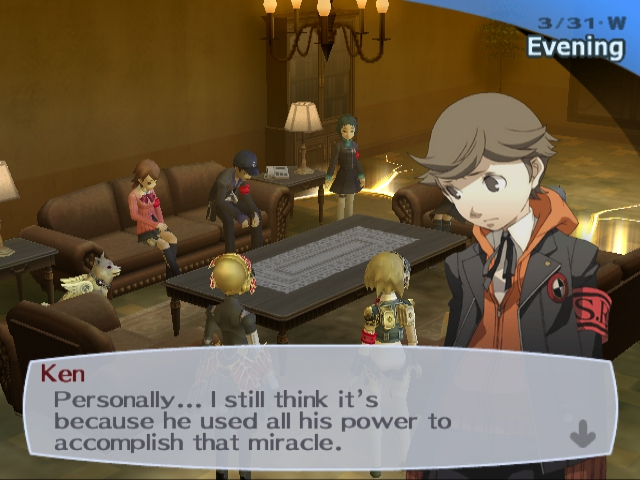 3/31·W
Evening
S.
Ken
Personally... I still think it's
because he used all his power to
accomplish that miracle.